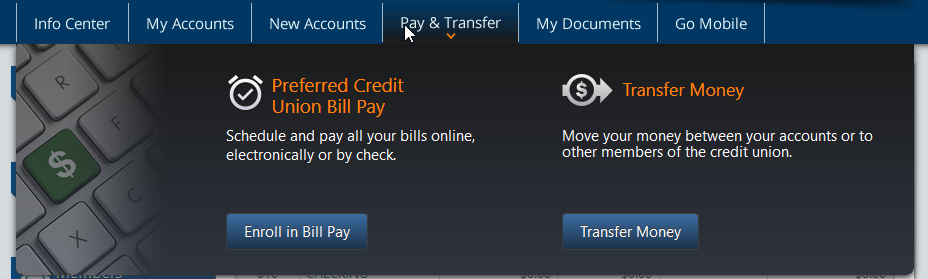 Info Center
My Accounts
New Accounts
Pay & Transfer
My Documents
Go Mobile
Preferred Credit
Union Bill Pay
Schedule and pay all your bills online,
electronically or by check.
Enroll in Bill Pay
Transfer Money
Move your money between your accounts or to
other members of the credit union.
Transfer Money
R
F
C
$
X
Members
CHECKING